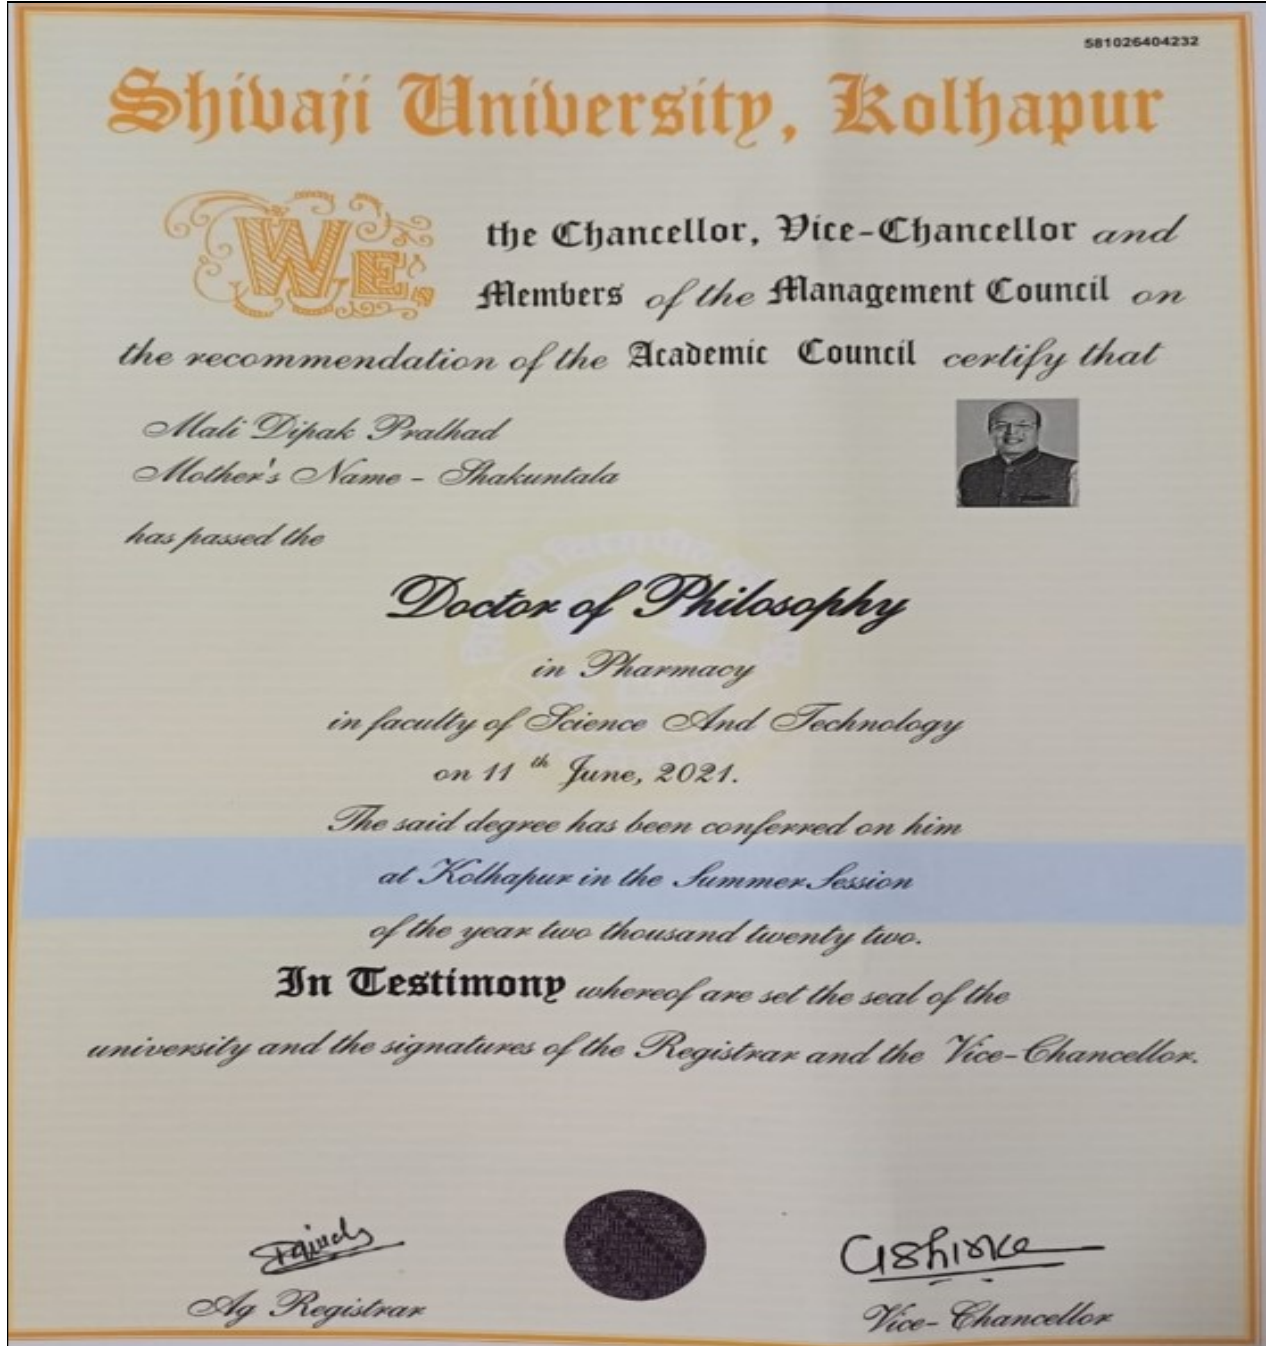 581026404232
Shivaji University, Kolhapur
WE, the Chancellor, Vice-Chancellor and
Members of the Management Council on
the recommendation of the Academic Council certify that
Mali Dipak Pralhad
Mother's Name - Shakuntala
has passed the
Doctor of Philosophy
in Pharmacy
in faculty of Science And Technology
on 11 th June, 2021.
The said degree has been conferred on him
at Kolhapur in the Summer Session
of the year two thousand twenty two.
In Testimony whereof are set the seal of the
university and the signatures of the Registrar and the Vice-Chancellor.
Ag Registrar
Vice-Chancellor